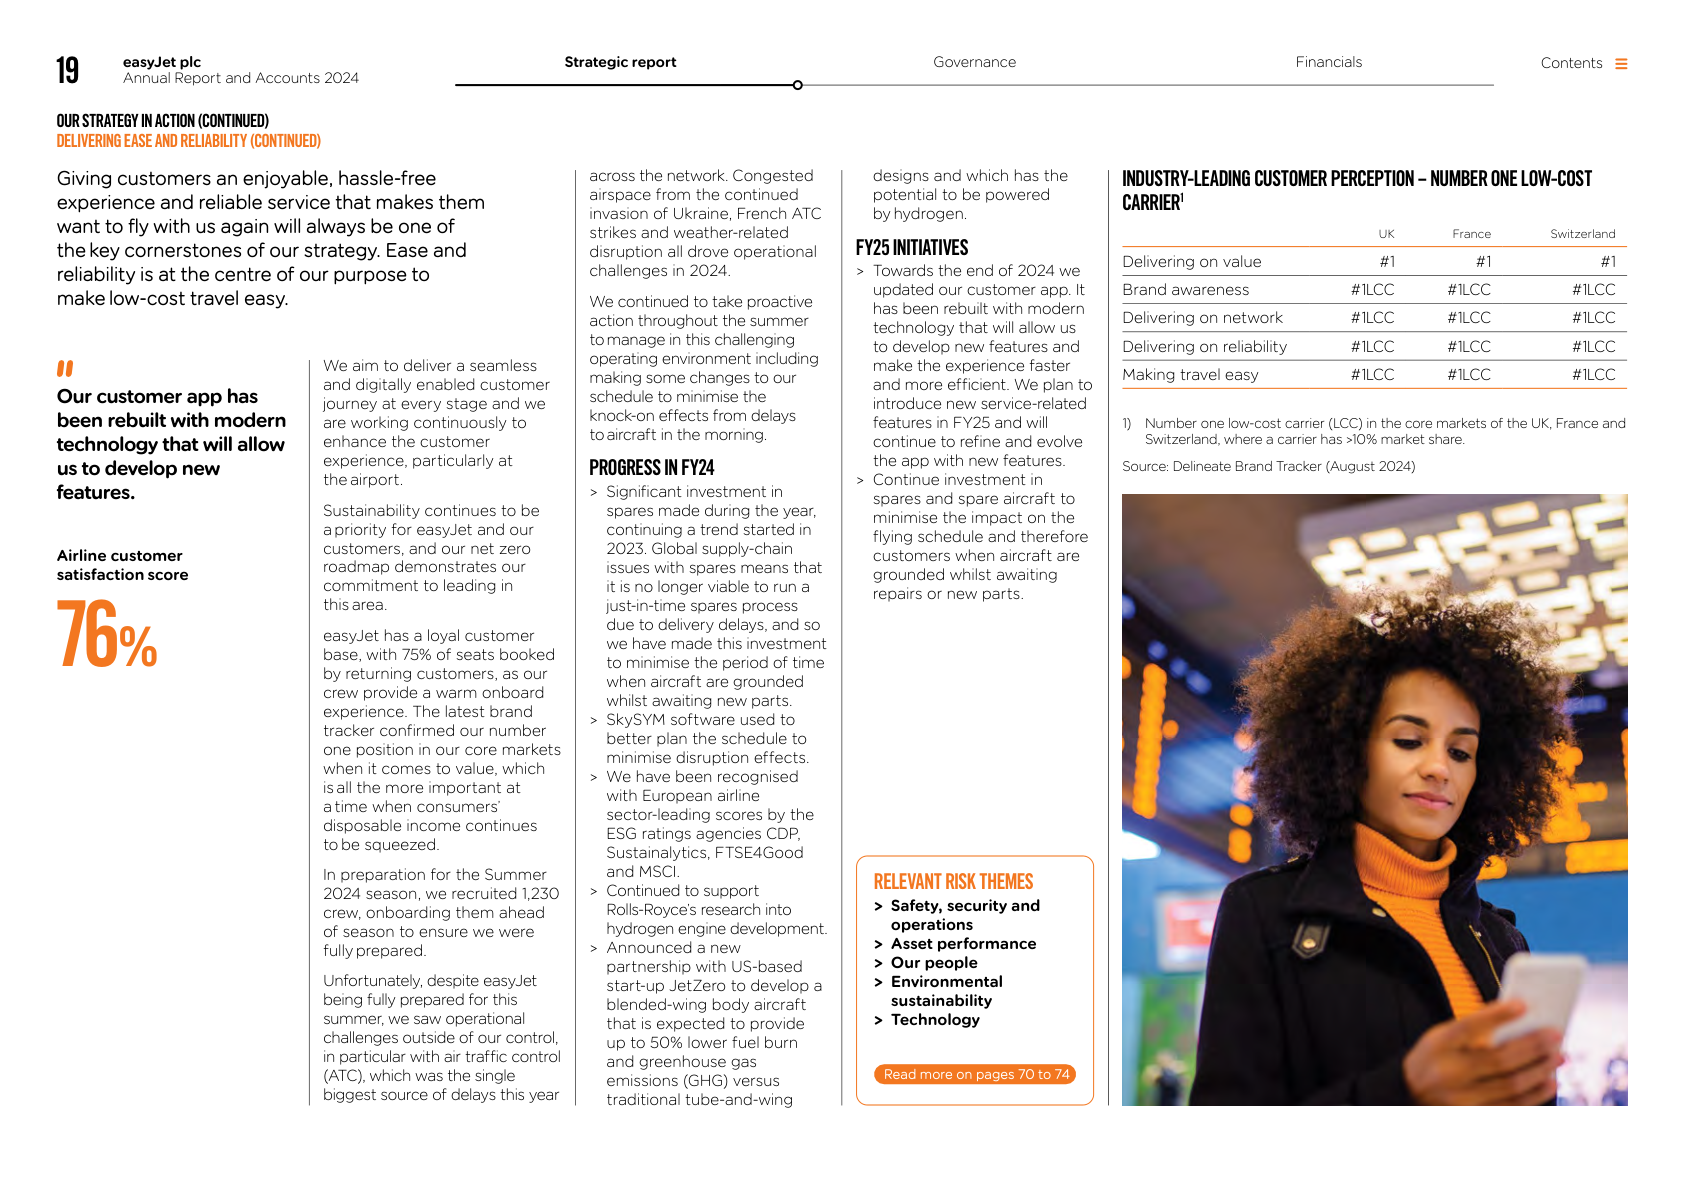 19
easyJet plc
Annual Report and Accounts 2024
Strategic report
Governance
Financials
Contents
OUR STRATEGY IN ACTION (CONTINUED)
DELIVERING EASE AND RELIABILITY (CONTINUED)
Giving customers an enjoyable, hassle-free
experience and reliable service that makes them
want to fly with us again will always be one of
the key cornerstones of our strategy. Ease and
reliability is at the centre of our purpose to
make low-cost travel easy.
"
Our customer app has
been rebuilt with modern
technology that will allow
us to develop new
features.
Airline customer
satisfaction score
76%
We aim to deliver a seamless
and digitally enabled customer
journey at every stage and we
are working continuously to
enhance the customer
experience, particularly at
the airport.
Sustainability continues to be
a priority for easyJet and our
customers, and our net zero
roadmap demonstrates our
commitment to leading in
this area.
easyJet has a loyal customer
base, with 75% of seats booked
by returning customers, as our
crew provide a warm onboard
experience. The latest brand
tracker confirmed our number
one position in our core markets
when it comes to value, which
is all the more important at
a time when consumers'
disposable income continues
to be squeezed.
In preparation for the Summer
2024 season, we recruited 1,230
crew, onboarding them ahead
of season to ensure we were
fully prepared.
Unfortunately, despite easyJet
being fully prepared for this
summer, we saw operational
challenges outside of our control,
in particular with air traffic control
(ATC), which was the single
biggest source of delays this year
across the network. Congested
airspace from the continued
invasion of Ukraine, French ATC
strikes and weather-related
disruption all drove operational
challenges in 2024.
We continued to take proactive
action throughout the summer
to manage in this challenging
operating environment including
making some changes to our
schedule to minimise the
knock-on effects from delays
to aircraft in the morning.
PROGRESS IN FY24
> Significant investment in
spares made during the year,
continuing a trend started in
2023. Global supply-chain
issues with spares means that
it is no longer viable to run a
just-in-time spares process
due to delivery delays, and so
we have made this investment
to minimise the period of time
when aircraft are grounded
whilst awaiting new parts.
> SkySYM software used to
better plan the schedule to
minimise disruption effects.
> We have been recognised
with European airline
sector-leading scores by the
ESG ratings agencies CDP,
Sustainalytics, FTSE4Good
and MSCI.
> Continued to support
Rolls-Royce's research into
hydrogen engine development.
> Announced a new
partnership with US-based
start-up JetZero to develop a
blended-wing body aircraft
that is expected to provide
up to 50% lower fuel burn
and greenhouse gas
emissions (GHG) versus
traditional tube-and-wing
designs and which has the
potential to be powered
by hydrogen.
FY25 INITIATIVES
> Towards the end of 2024 we
updated our customer app. It
has been rebuilt with modern
technology that will allow us
to develop new features and
make the experience faster
and more efficient. We plan to
introduce new service-related
features in FY25 and will
continue to refine and evolve
the app with new features.
> Continue investment in
spares and spare aircraft to
minimise the impact on the
flying schedule and therefore
customers when aircraft are
grounded whilst awaiting
repairs or new parts.
RELEVANT RISK THEMES
> Safety, security and
operations
> Asset performance
> Our people
> Environmental
sustainability
> Technology
Read more on pages 70 to 74
INDUSTRY-LEADING CUSTOMER PERCEPTION – NUMBER ONE LOW-COST
CARRIER1
UK France Switzerland
Delivering on value #1 #1 #1
Brand awareness #1LCC #1LCC #1LCC
Delivering on network #1LCC #1LCC #1LCC
Delivering on reliability #1LCC #1LCC #1LCC
Making travel easy #1LCC #1LCC #1LCC
1) Number one low-cost carrier (LCC) in the core markets of the UK, France and
Switzerland, where a carrier has >10% market share.
Source: Delineate Brand Tracker (August 2024)